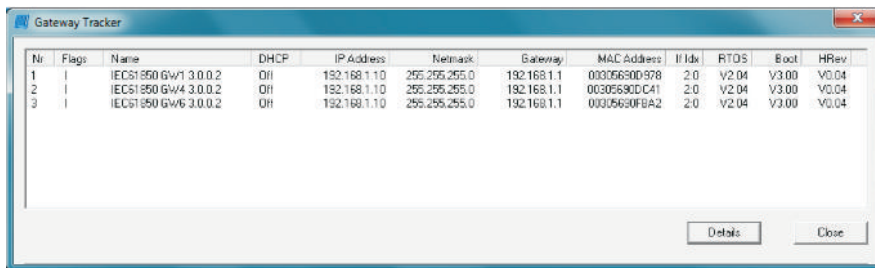 Gateway Tracker
Nr Flags Name DHCP IP Address Netmask Gateway MAC Address If Idx RTOS Boot HRev
1 I IEC61850 GW1 3.0.0.2 Off 192.168.1.10 255.255.255.0 192.168.1.1 00305690D978 2:0 V2.04 V3.00 V0.04
2 I IEC61850 GW4 3.0.0.2 Off 192.168.1.10 255.255.255.0 192.168.1.1 00305690DC41 2:0 V2.04 V3.00 V0.04
3 I IEC61850 GW6 3.0.0.2 Off 192.168.1.10 255.255.255.0 192.168.1.1 00305690FBA2 2:0 V2.04 V3.00 V0.04
Details Close